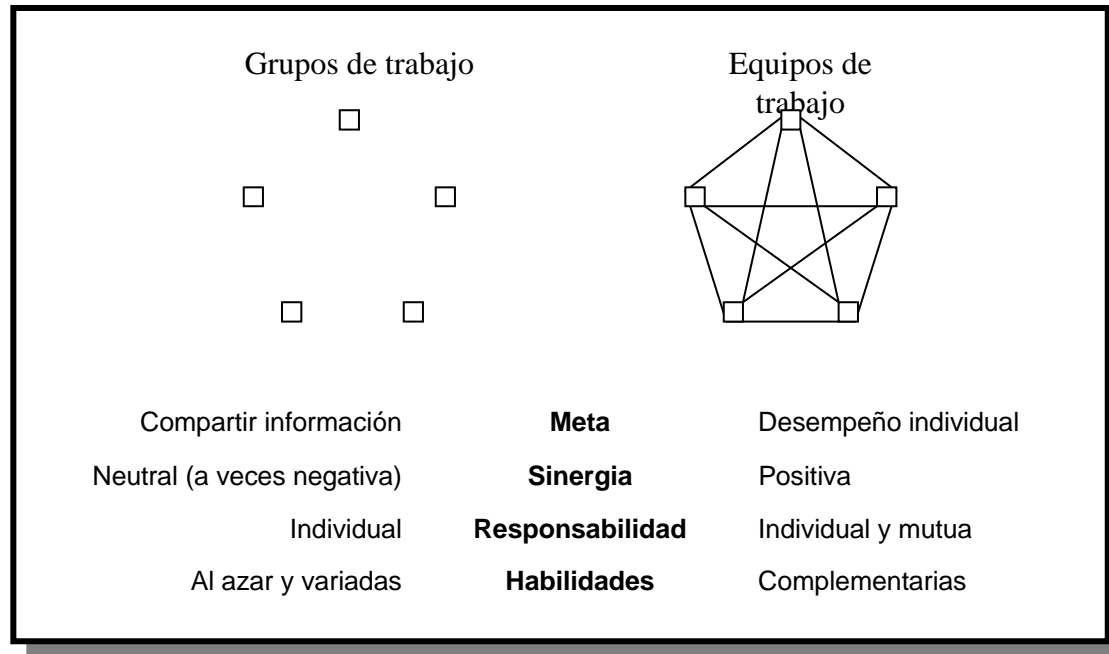 Grupos de trabajo
Equipos de
trabajo
Compartir información Meta Desempeño individual
Neutral (a veces negativa) Sinergia Positiva
Individual Responsabilidad Individual y mutua
Al azar y variadas Habilidades Complementarias